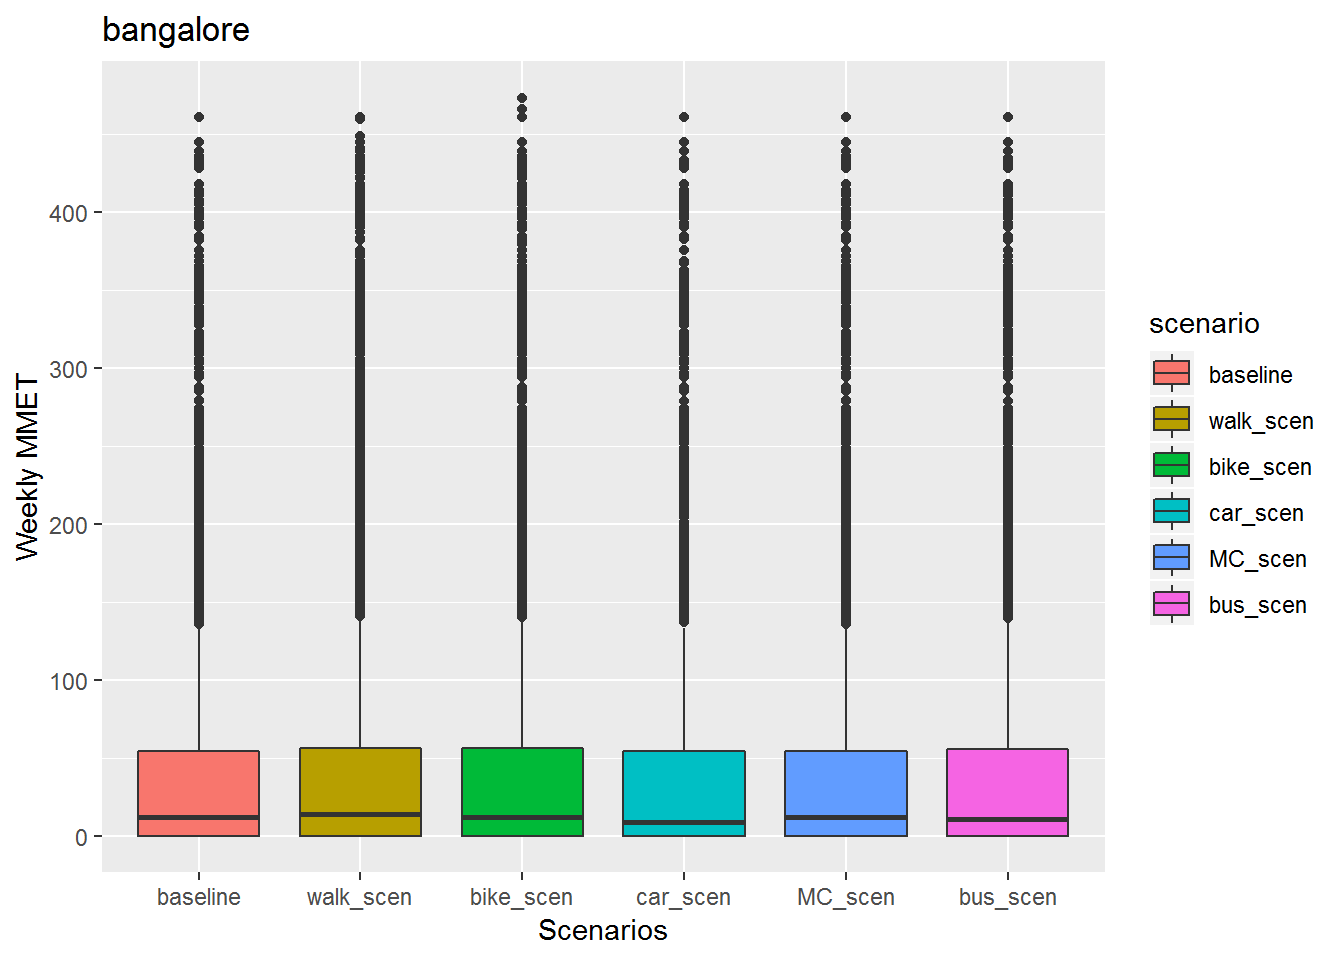 bangalore
Weekly MMET
400
300
200
100
0
baseline
walk_scen
bike_scen
car_scen
MC_scen
bus_scen
Scenarios
scenario
baseline
walk_scen
bike_scen
car_scen
MC_scen
bus_scen